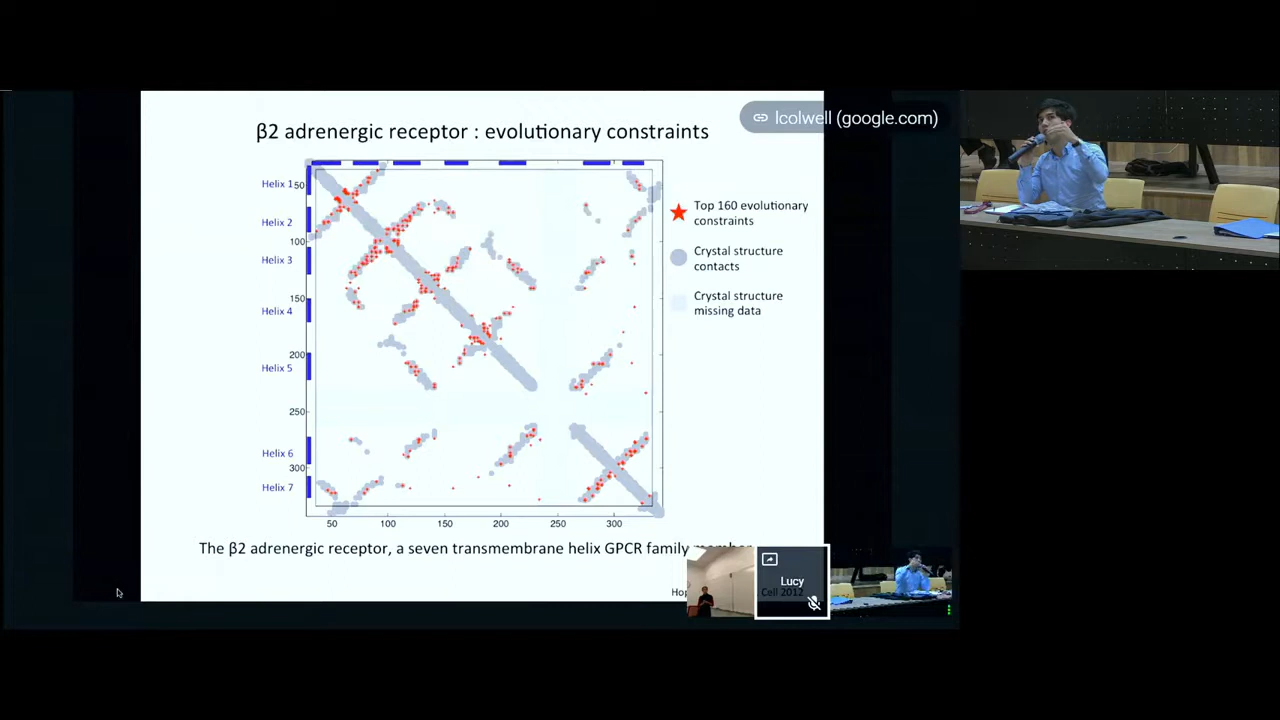 β2 adrenergic receptor : evolutionary constraints
lcolwell (google.com)
Helix 1
Helix 2
Helix 3
Helix 4
Helix 5
Helix 6
Helix 7
50
100
150
200
250
300
50 100 150 200 250 300
Top 160 evolutionary
constraints
Crystal structure
contacts
Crystal structure
missing data
The β2 adrenergic receptor, a seven transmembrane helix GPCR family
Lucy
Cell 2012